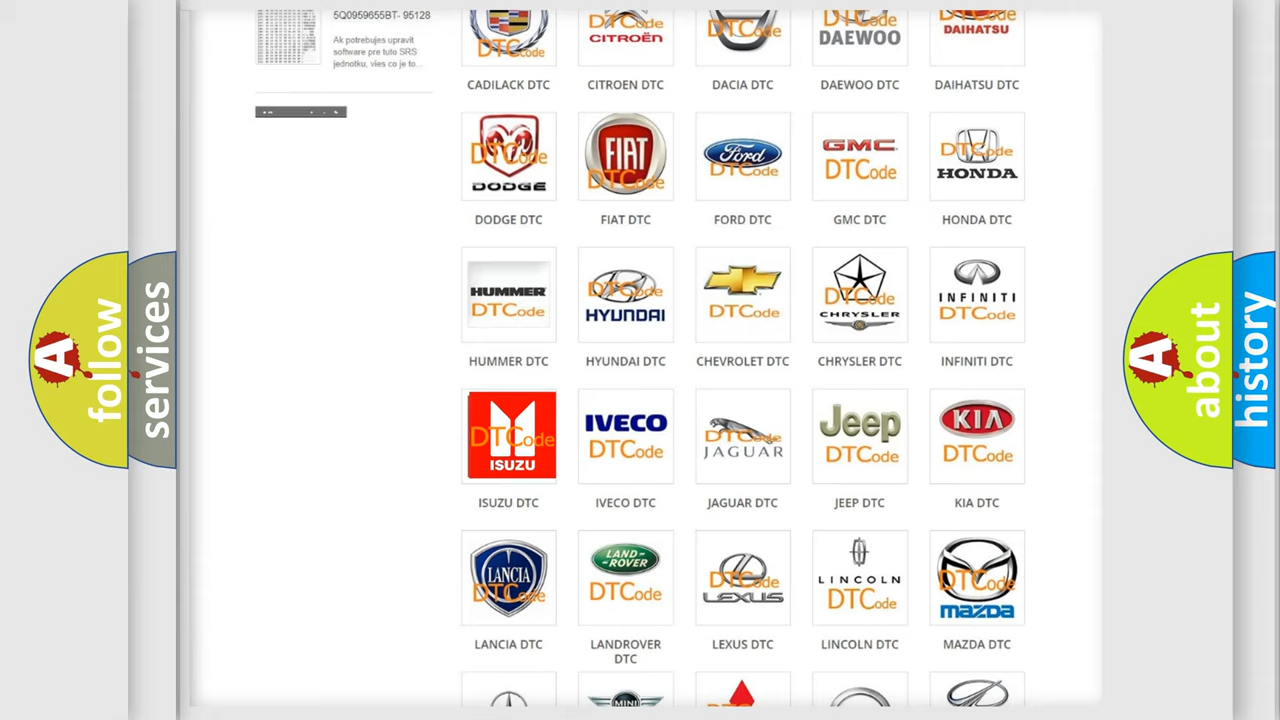 5Q0959655BT- 95128
Ak potrebujes upravit
software pre tuto SRS
jednotku, vies co je to...
DTCode
DTCode
CITROËN
DTCode
DTCode
DAEWOO
DTCode
DAIHATSU
CADILACK DTC
CITROEN DTC
DACIA DTC
DAEWOO DTC
DAIHATSU DTC
DTCode
DODGE
FIAT
DTCode
Ford
DTCode
GMC
DTCode
DTCode
HONDA
DODGE DTC
FIAT DTC
FORD DTC
GMC DTC
HONDA DTC
HUMMER
DTCode
DTCode
HYUNDAI
DTCode
DTCode
CHRYSLER
INFINITI
DTCode
HUMMER DTC
HYUNDAI DTC
CHEVROLET DTC
CHRYSLER DTC
INFINITI DTC
DTCode
ISUZU
IVECO
DTCode
DTCode
JAGUAR
Jeep
DTCode
KIA
DTCode
ISUZU DTC
IVECO DTC
JAGUAR DTC
JEEP DTC
KIA DTC
LANCIA
DTCode
LAND-
ROVER
DTCode
DTCode
LEXUS
LINCOLN
DTCode
DTCode
mazda
LANCIA DTC
LANDROVER
DTC
LEXUS DTC
LINCOLN DTC
MAZDA DTC
MINI
A
follow
services
A
about
history